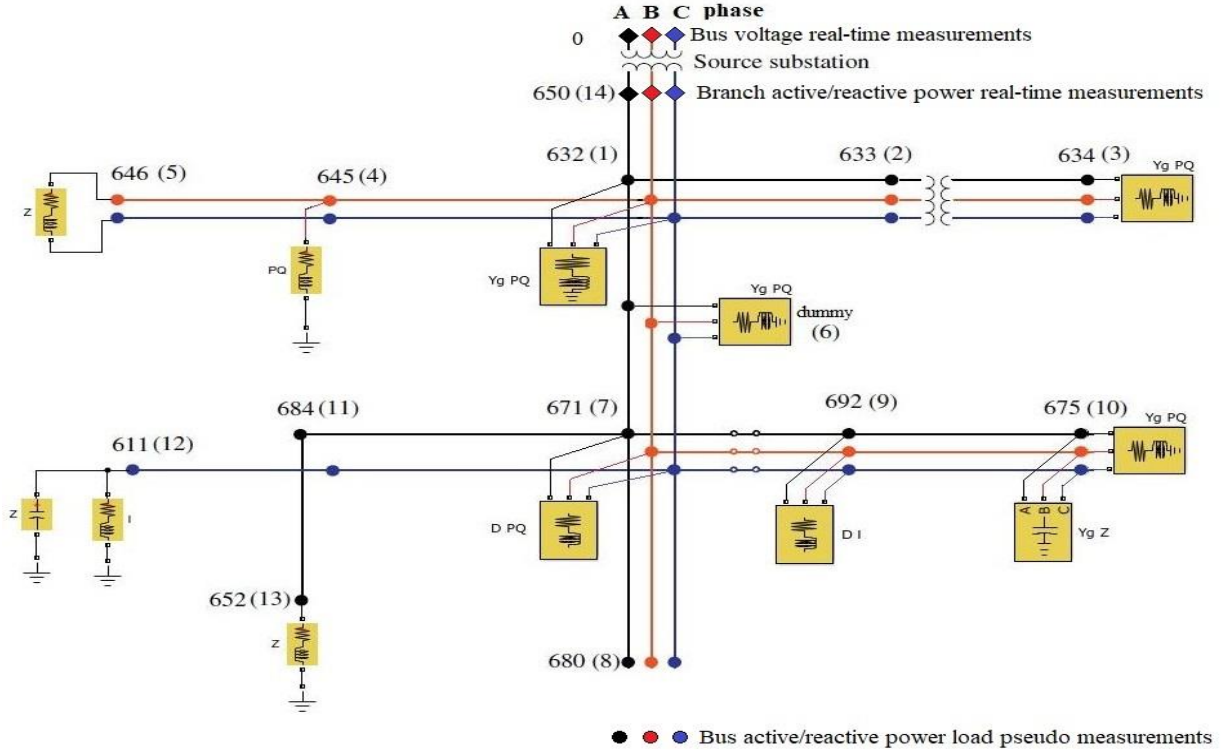 A B C phase
0 Bus voltage real-time measurements
Source substation
650 (14) Branch active/reactive power real-time measurements
646 (5) 645 (4) 632 (1) 633 (2) 634 (3)
Yg PQ
Z
PQ
Yg PQ
Yg PQ
dummy
(6)
684 (11) 671 (7) 692 (9) 675 (10)
Yg PQ
611 (12)
Z I
D PQ
D I
A B C
Yg Z
652 (13)
Z
680 (8)
Bus active/reactive power load pseudo measurements